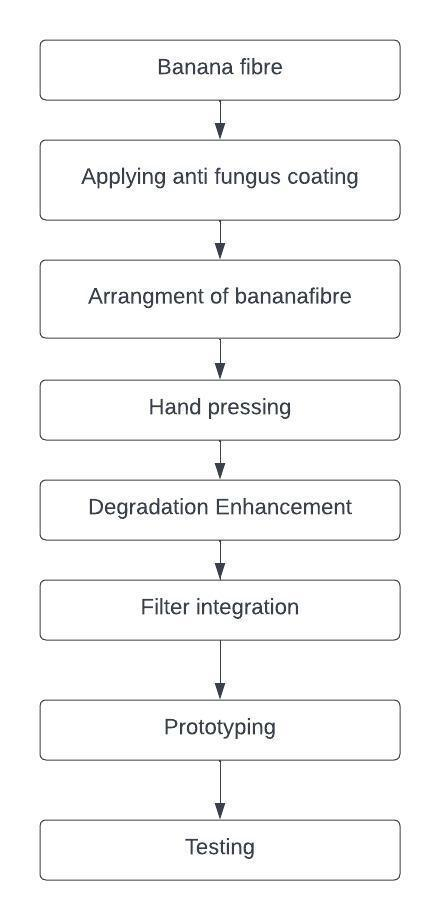 Banana fibre
Applying anti fungus coating
Arrangment of bananafibre
Hand pressing
Degradation Enhancement
Filter integration
Prototyping
Testing